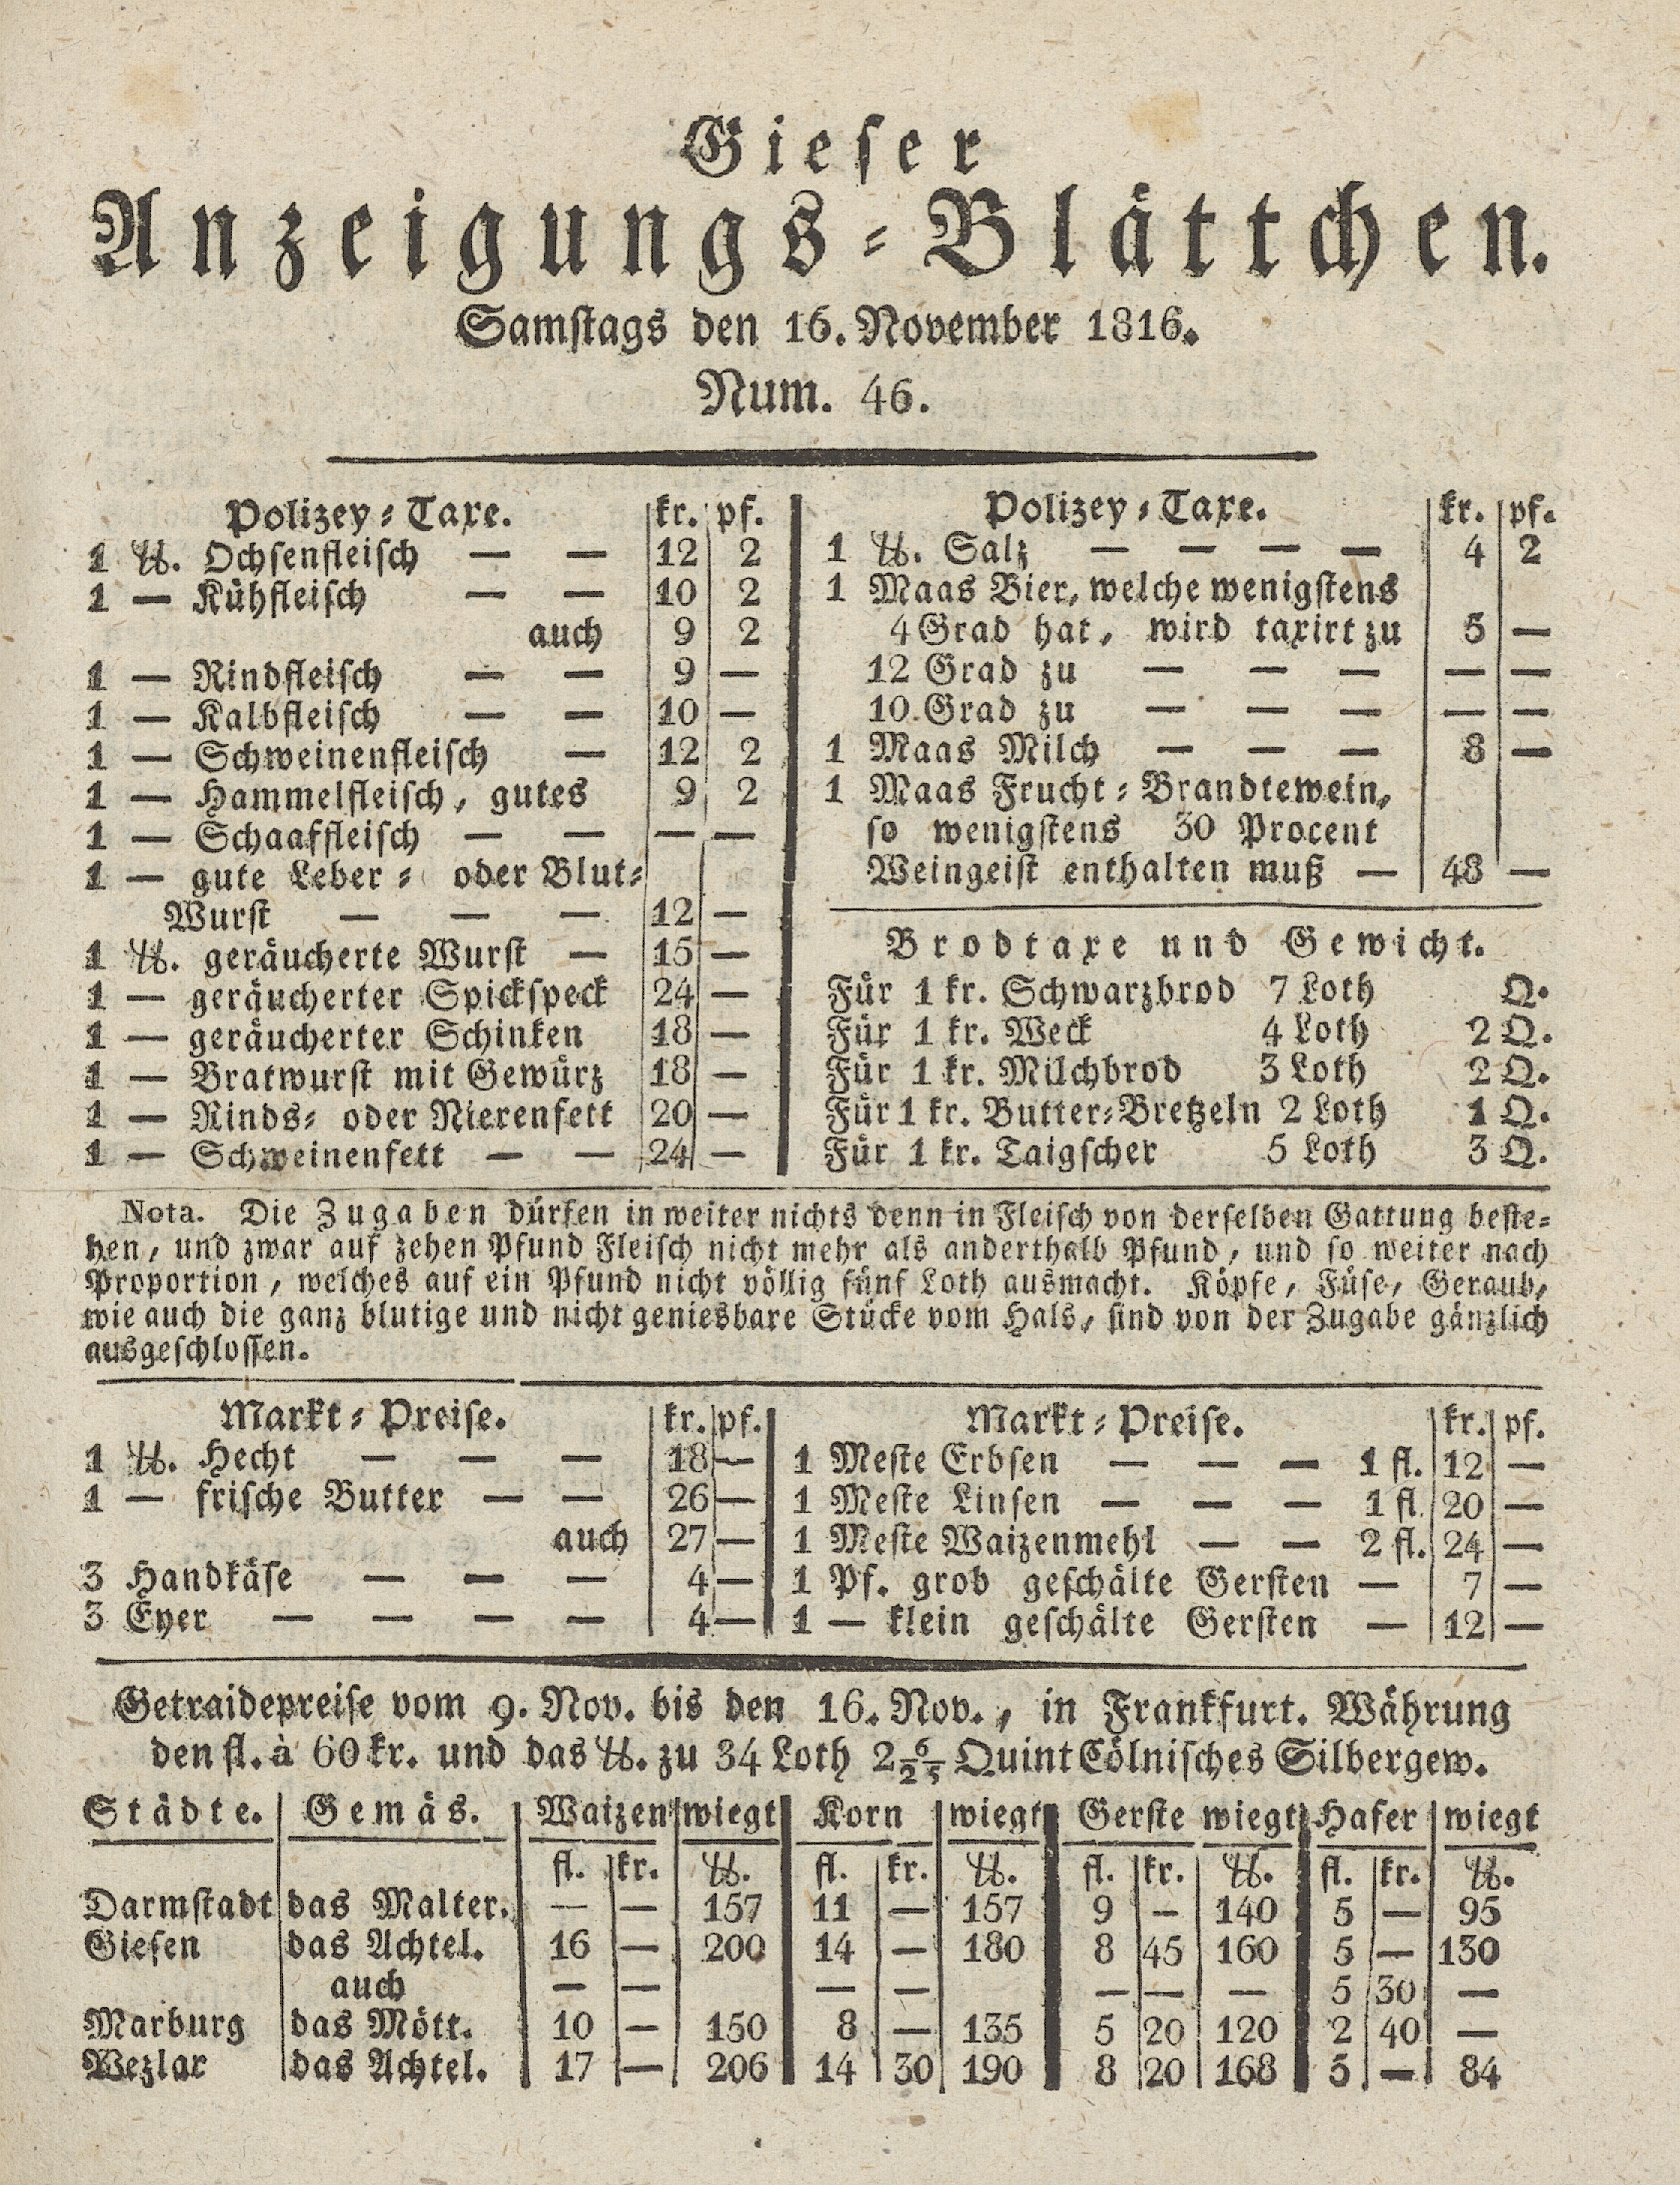 Gieser
Anzeigungs-Blättchen.
Samstags den 16. November 1816.
Num. 46.
Polizey-Taxe. kr. pf.
1 ℔. Ochsenfleisch — — 12 2
1 — Kühfleisch — — 10 2
auch 9 2
1 — Rindfleisch — — 9 —
1 — Kalbfleisch — — 10 —
1 — Schweinenfleisch — 12 2
1 — Hammelfleisch, gutes 9 2
1 — Schaaffleisch — — — —
1 — gute Leber- oder Blut-
Wurst — — — 12 —
1 ℔. geräucherte Wurst — 15 —
1 — geräucherter Spickspeck 24 —
1 — geräucherter Schinken 18 —
1 — Bratwurst mit Gewürz 18 —
1 — Rinds- oder Nierenfett 20 —
1 — Schweinenfett — — 24 —
Polizey-Taxe. kr. pf.
1 ℔. Salz — — — — 4 2
1 Maas Bier, welche wenigstens
4 Grad hat, wird taxirt zu 5 —
12 Grad zu — — — — —
10 Grad zu — — — — —
1 Maas Milch — — — 8 —
1 Maas Frucht-Brandtewein,
so wenigstens 30 Procent
Weingeist enthalten muß — 48 —
Brodtaxe und Gewicht.
Für 1 kr. Schwarzbrod 7 Loth Q.
Für 1 kr. Weck 4 Loth 2 Q.
Für 1 kr. Milchbrod 3 Loth 2 Q.
Für 1 kr. Butter-Bretzeln 2 Loth 1 Q.
Für 1 kr. Taigscher 5 Loth 3 Q.
Nota. Die Zugaben dürfen in weiter nichts denn in Fleisch von derselben Gattung beste-
hen, und zwar auf zehen Pfund Fleisch nicht mehr als anderthalb Pfund, und so weiter nach
Proportion, welches auf ein Pfund nicht völlig fünf Loth ausmacht. Köpfe, Füse, Geraub,
wie auch die ganz blutige und nicht geniesbare Stücke vom Hals, sind von der Zugabe gänzlich
ausgeschlossen.
Markt-Preise. kr. pf.
1 ℔. Hecht — — — 18 —
1 — frische Butter — — 26 —
auch 27 —
3 Handkäse — — — 4 —
3 Eyer — — — — 4 —
Markt-Preise. kr. pf.
1 Meste Erbsen — — — 1 fl. 12 —
1 Meste Linsen — — — 1 fl. 20 —
1 Meste Waizenmehl — — 2 fl. 24 —
1 Pf. grob geschälte Gersten — 7 —
1 — klein geschälte Gersten — 12 —
Getraidepreise vom 9. Nov. bis den 16. Nov., in Frankfurt. Währung
den fl. à 60 kr. und das ℔. zu 34 Loth 2 6/25 Quint Cölnisches Silbergew.
Städte. Gemäs. Waizen wiegt Korn wiegt Gerste wiegt Hafer wiegt
fl. kr. ℔. fl. kr. ℔. fl. kr. ℔. fl. kr. ℔.
Darmstadt das Malter. — — 157 11 — 157 9 — 140 5 — 95
Giesen das Achtel. 16 — 200 14 — 180 8 45 160 5 — 130
auch — — — — — — — 5 30 —
Marburg das Mött. 10 — 150 8 — 135 5 20 120 2 40 —
Wezlar das Achtel. 17 — 206 14 30 190 8 20 168 5 — 84